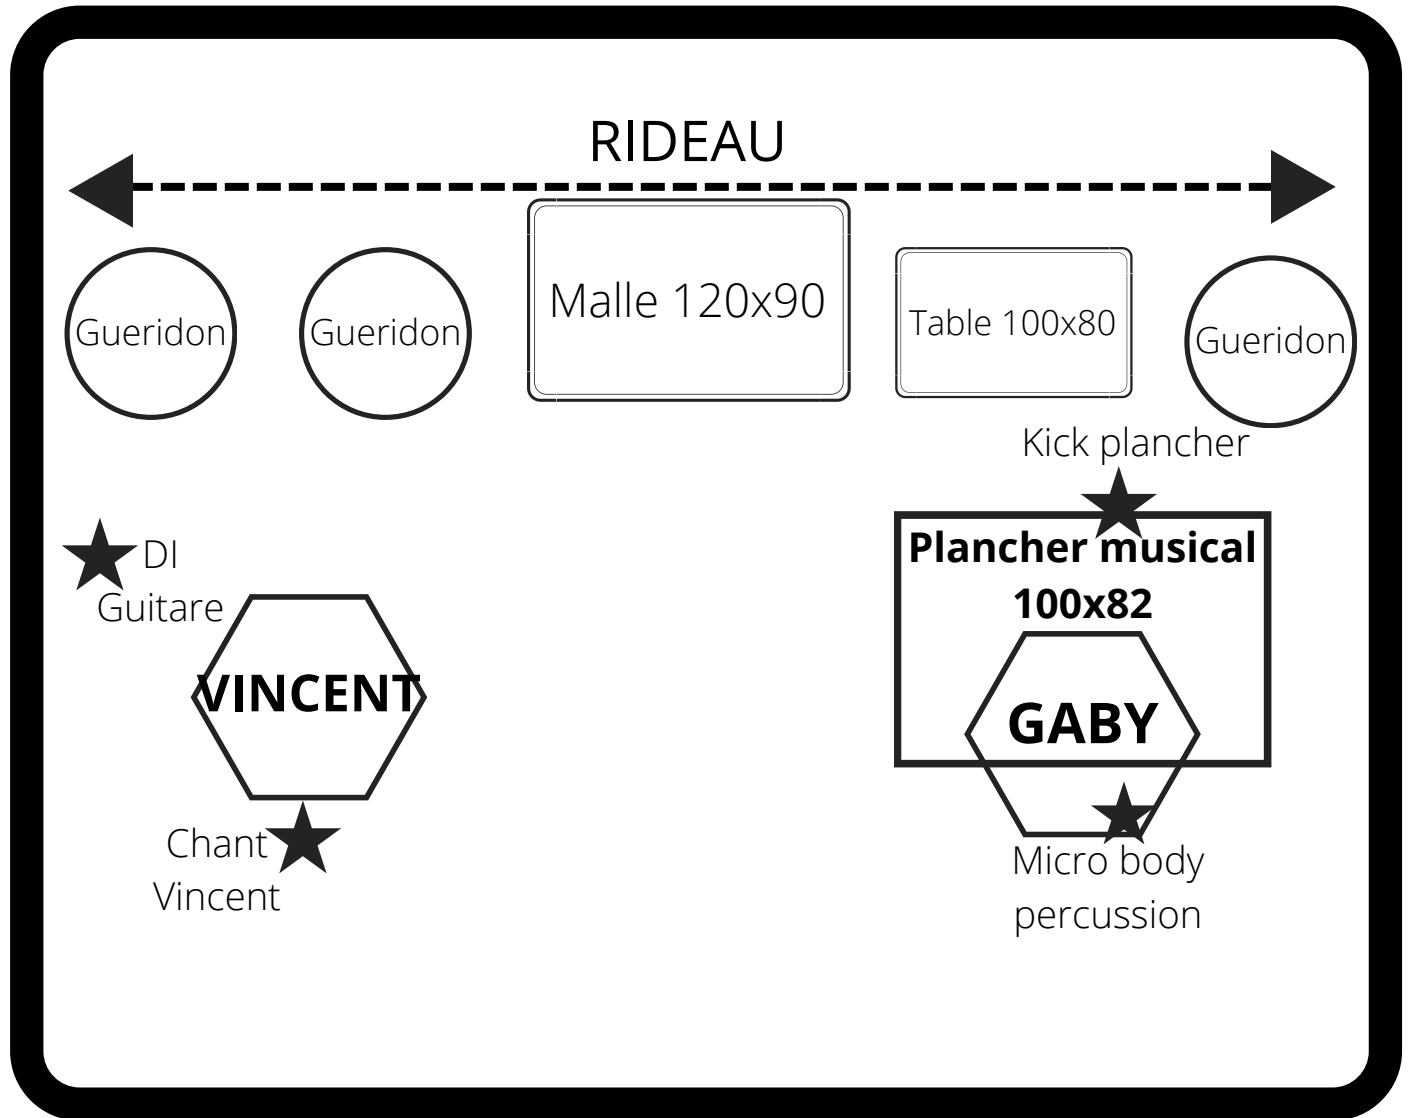 RIDEAU
Gueridon
Gueridon
Malle 120x90
Table 100x80
Gueridon
Kick plancher
DI
Guitare
Plancher musical
100x82
VINCENT
GABY
Chant
Vincent
Micro body
percussion